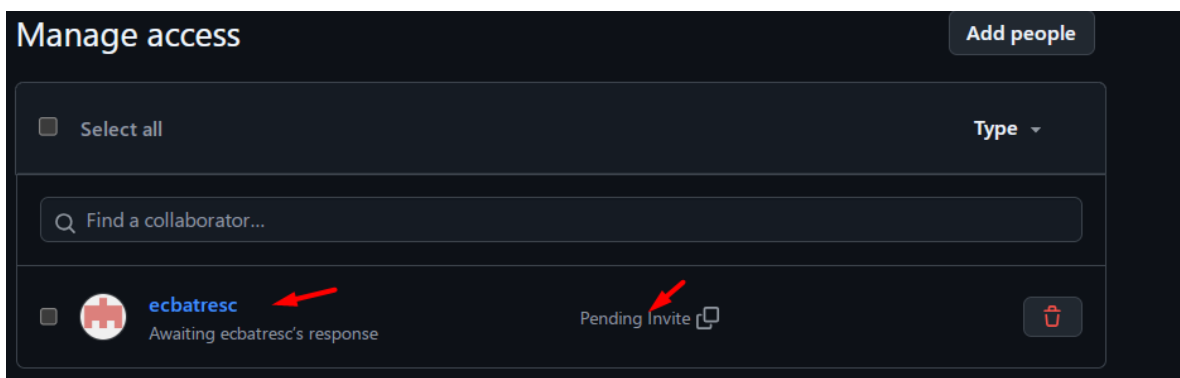 Manage access
Add people
Select all
Type
Find a collaborator...
ecbatresc
Awaiting ecbatresc's response
Pending Invite